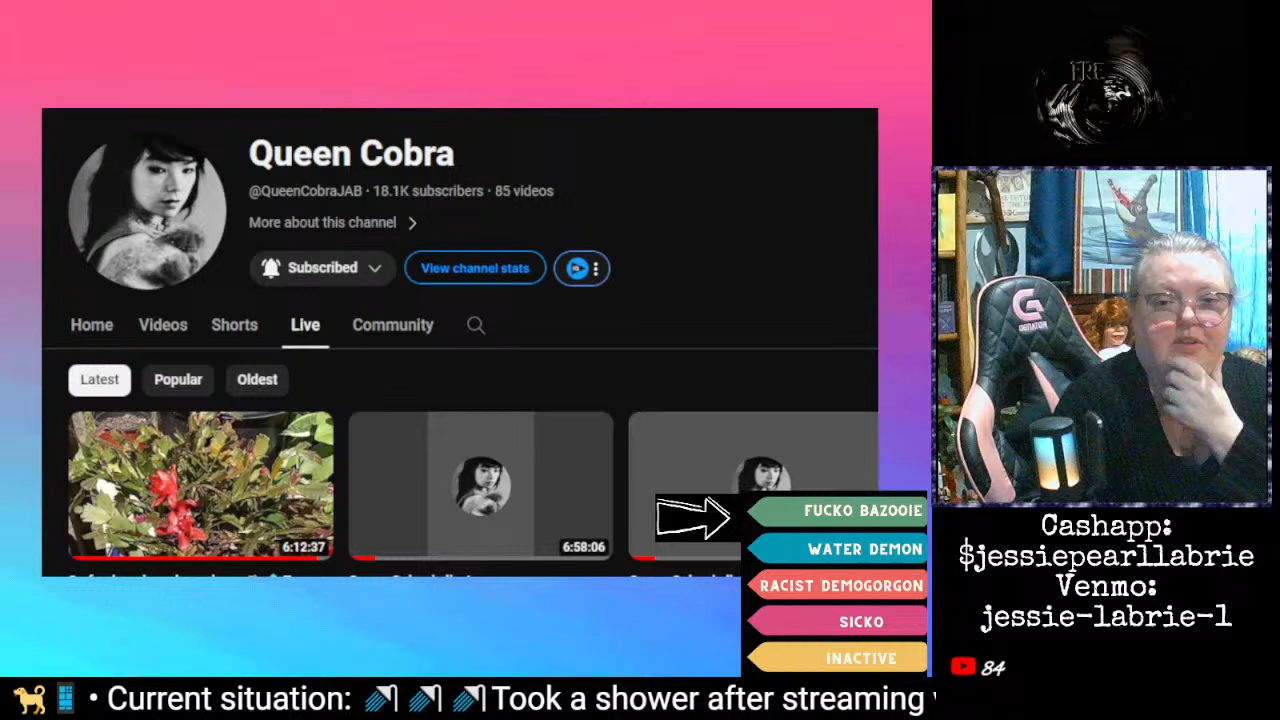 Queen Cobra
@QueenCobraJAB · 18.1K subscribers · 85 videos
More about this channel
Subscribed
View channel stats
Home
Videos
Shorts
Live
Community
Latest
Popular
Oldest
6:12:37
6:58:06
FUCKO BAZOOIE
WATER DEMON
RACIST DEMOGORGON
SICKO
INACTIVE
G
Cashapp:
$jessiepearllabrie
Venmo:
jessie-labrie-1
84
• Current situation: Took a shower after streaming